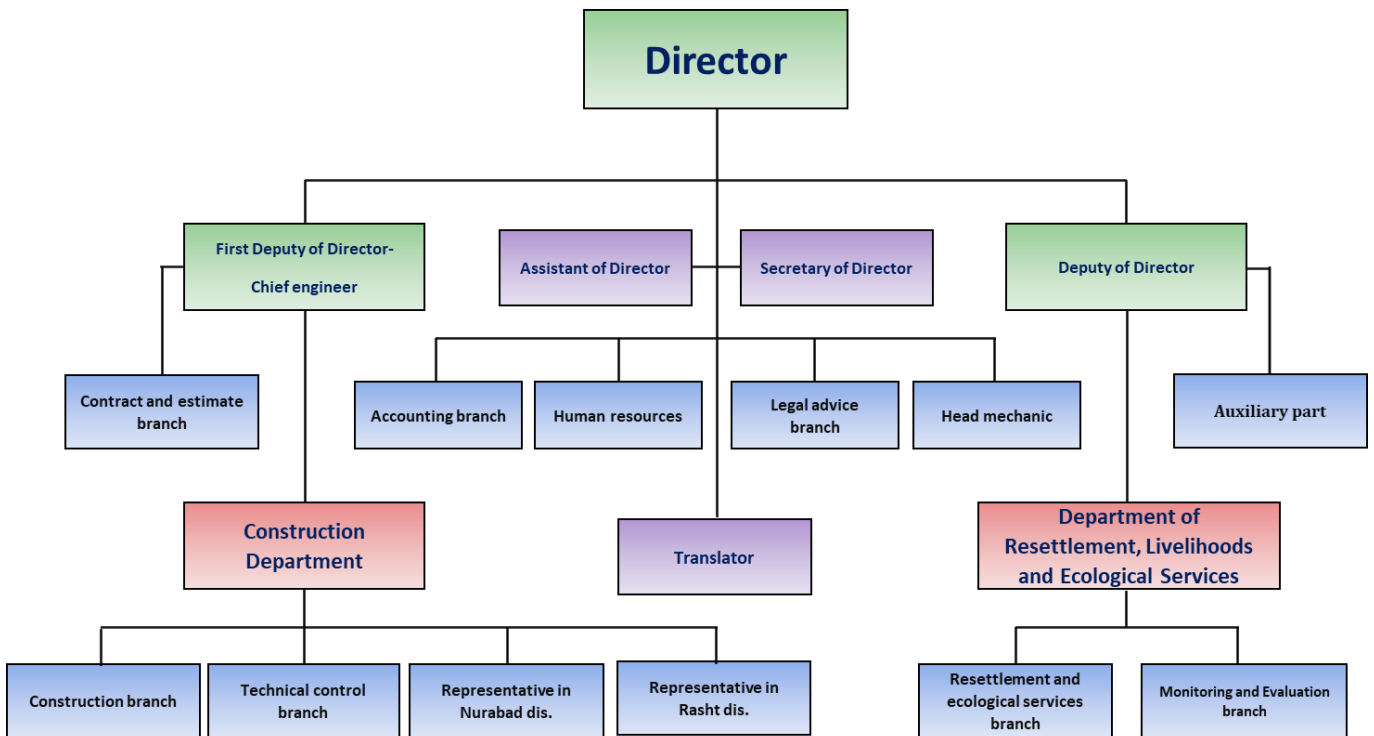 Director
First Deputy of Director-
Chief engineer
Assistant of Director
Secretary of Director
Deputy of Director
Contract and estimate
branch
Accounting branch
Human resources
Legal advice
branch
Head mechanic
Auxiliary part
Construction
Department
Translator
Department of
Resettlement, Livelihoods
and Ecological Services
Construction branch
Technical control
branch
Representative in
Nurabad dis.
Representative in
Rasht dis.
Resettlement and
ecological services
branch
Monitoring and Evaluation
branch